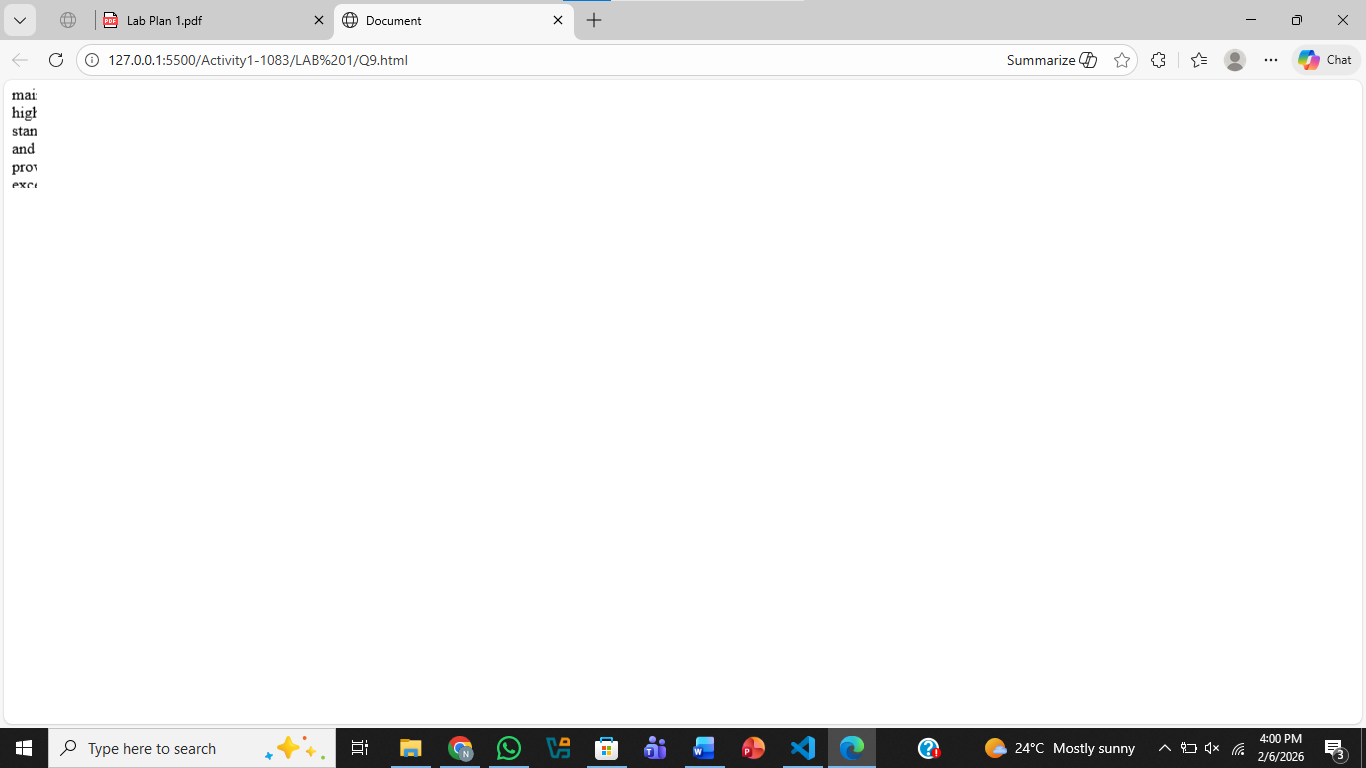 Lab Plan 1.pdf
Document
127.0.0.1:5500/Activity1-1083/LAB%201/Q9.html
Summarize
Chat
and
Type here to search
24°C Mostly sunny
4:00 PM
2/6/2026
3